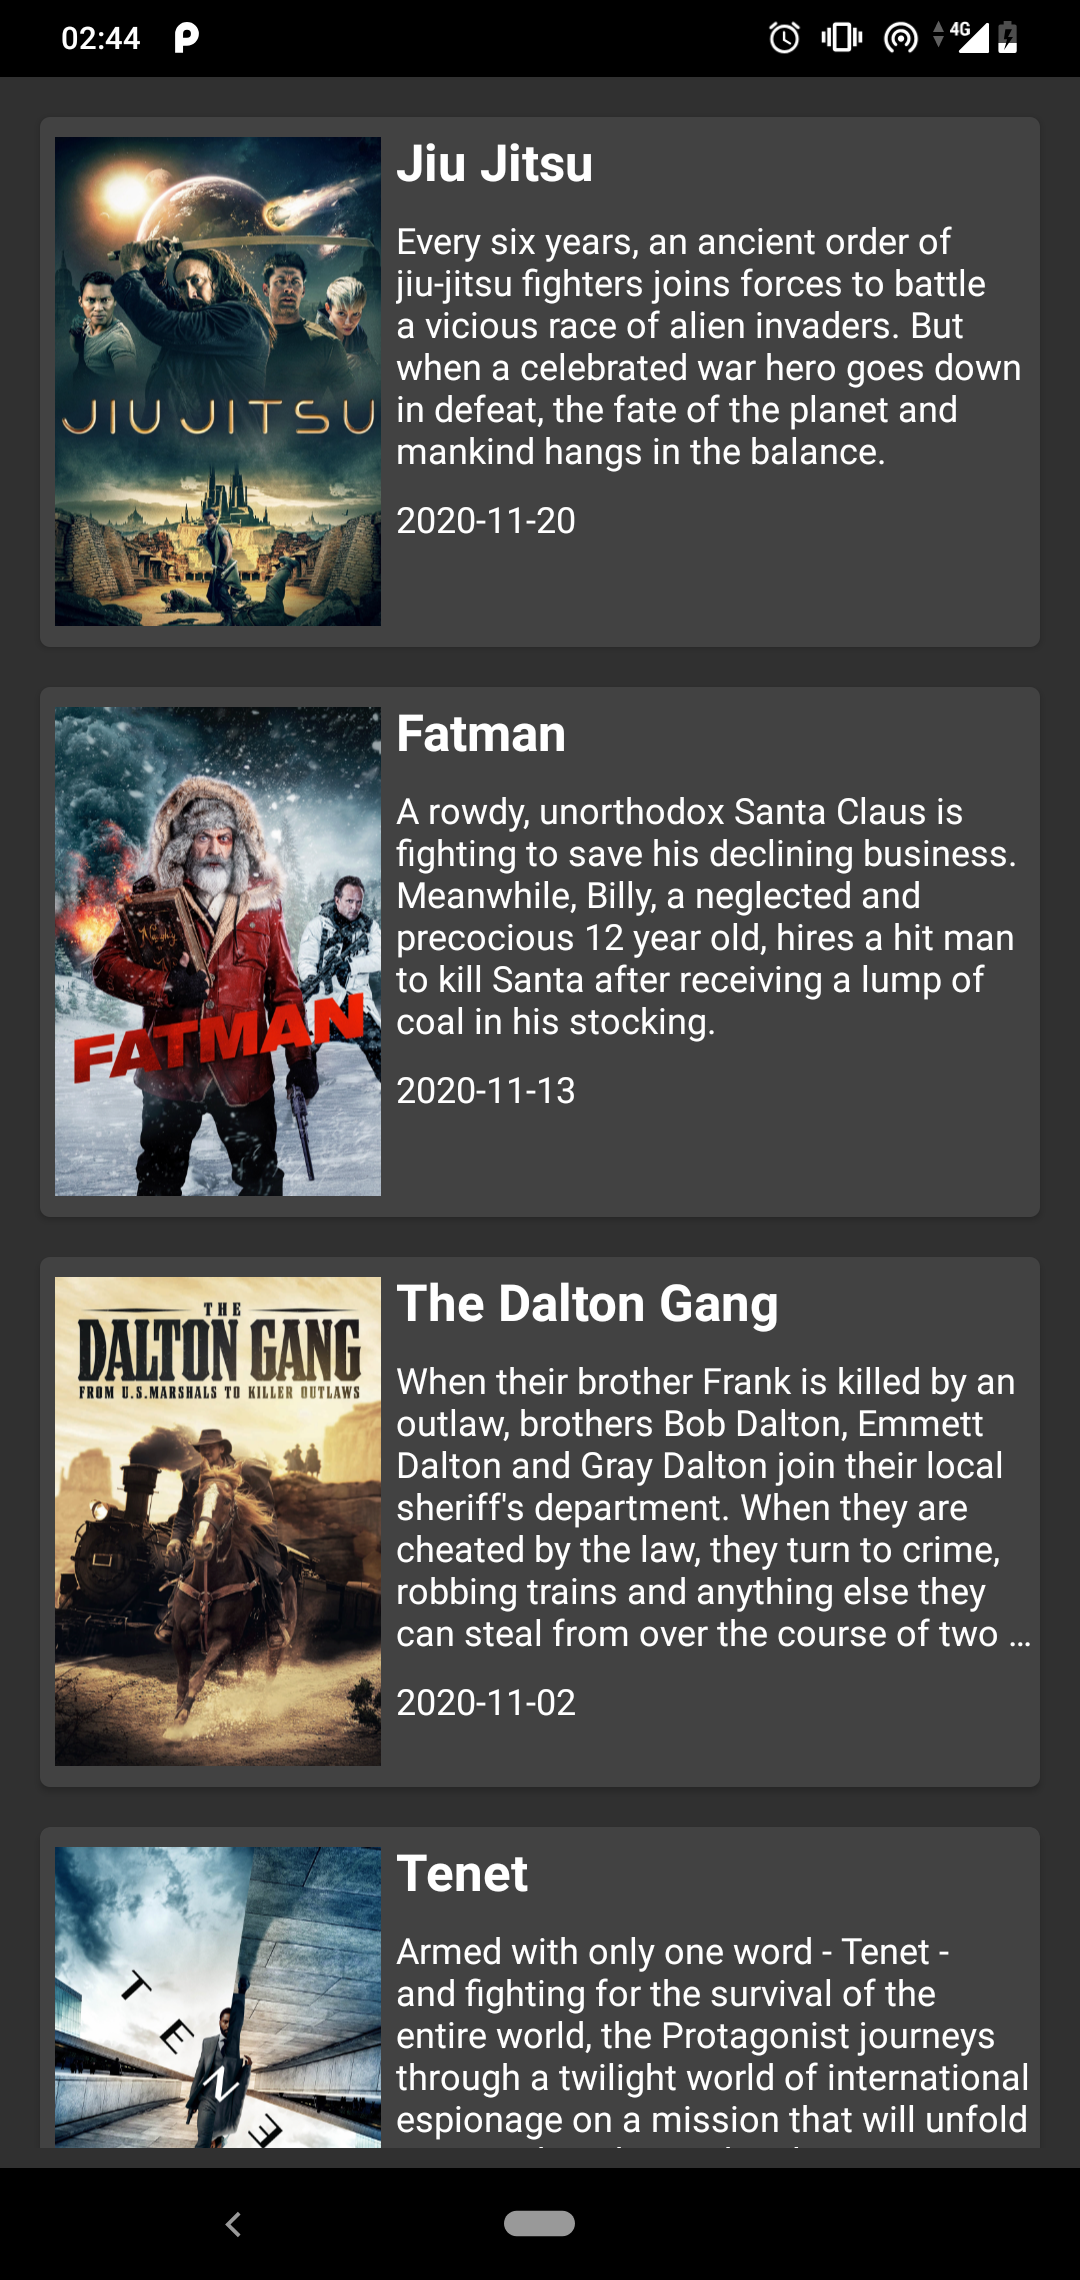 02:44
4G
Jiu Jitsu
Every six years, an ancient order of
jiu-jitsu fighters joins forces to battle
a vicious race of alien invaders. But
when a celebrated war hero goes down
in defeat, the fate of the planet and
mankind hangs in the balance.
2020-11-20
JIU JITSU
Fatman
A rowdy, unorthodox Santa Claus is
fighting to save his declining business.
Meanwhile, Billy, a neglected and
precocious 12 year old, hires a hit man
to kill Santa after receiving a lump of
coal in his stocking.
2020-11-13
Naughty
FATMAN
The Dalton Gang
When their brother Frank is killed by an
outlaw, brothers Bob Dalton, Emmett
Dalton and Gray Dalton join their local
sheriff's department. When they are
cheated by the law, they turn to crime,
robbing trains and anything else they
can steal from over the course of two ...
2020-11-02
THE
DALTON GANG
FROM U.S. MARSHALS TO KILLER OUTLAWS
Tenet
Armed with only one word - Tenet -
and fighting for the survival of the
entire world, the Protagonist journeys
through a twilight world of international
espionage on a mission that will unfold
TENE